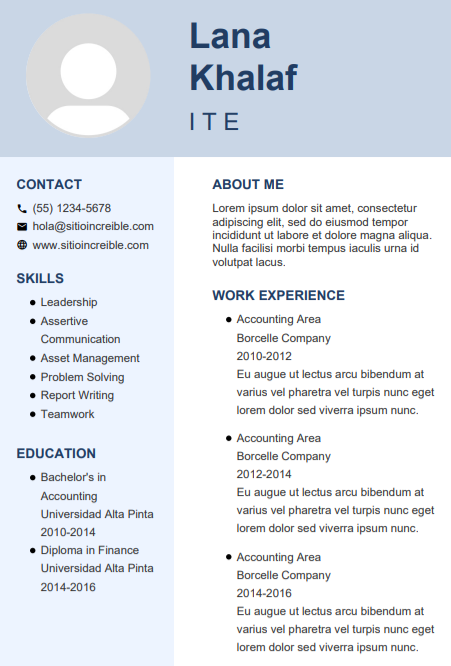 Lana
Khalaf
ITE
CONTACT
(55) 1234-5678
hola@sitioincreible.com
www.sitioincreible.com
SKILLS
Leadership
Assertive
Communication
Asset Management
Problem Solving
Report Writing
Teamwork
EDUCATION
Bachelor's in
Accounting
Universidad Alta Pinta
2010-2014
Diploma in Finance
Universidad Alta Pinta
2014-2016
ABOUT ME
Lorem ipsum dolor sit amet, consectetur
adipiscing elit, sed do eiusmod tempor
incididunt ut labore et dolore magna aliqua.
Nulla facilisi morbi tempus iaculis urna id
volutpat lacus.
WORK EXPERIENCE
Accounting Area
Borcelle Company
2010-2012
Eu augue ut lectus arcu bibendum at
varius vel pharetra vel turpis nunc eget
lorem dolor sed viverra ipsum nunc.
Accounting Area
Borcelle Company
2012-2014
Eu augue ut lectus arcu bibendum at
varius vel pharetra vel turpis nunc eget
lorem dolor sed viverra ipsum nunc.
Accounting Area
Borcelle Company
2014-2016
Eu augue ut lectus arcu bibendum at
varius vel pharetra vel turpis nunc eget
lorem dolor sed viverra ipsum nunc.